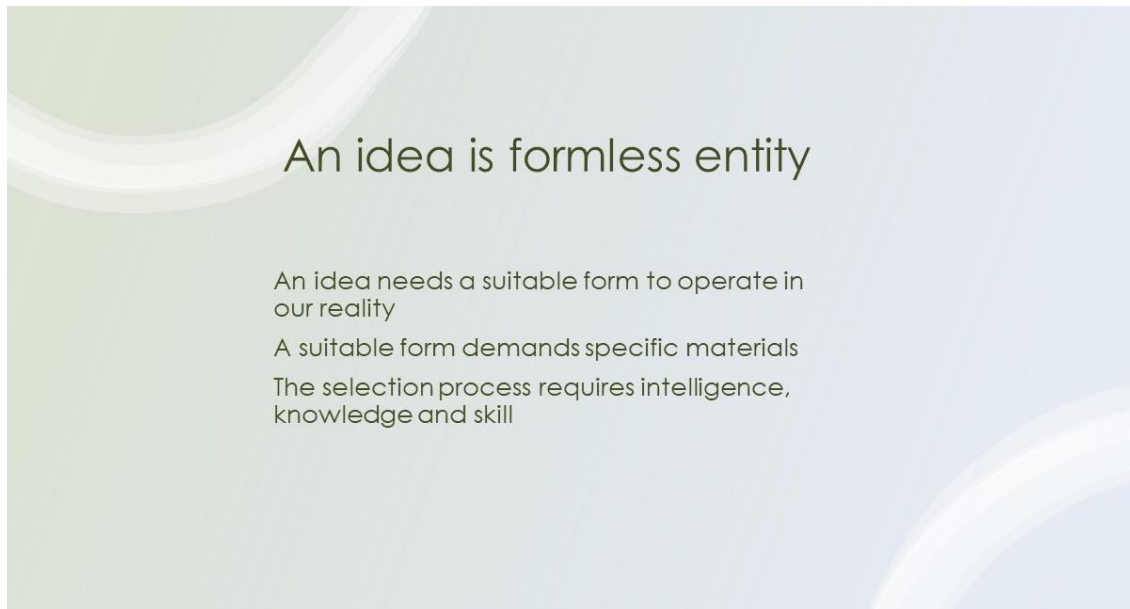 An idea is formless entity
An idea needs a suitable form to operate in
our reality
A suitable form demands specific materials
The selection process requires intelligence,
knowledge and skill